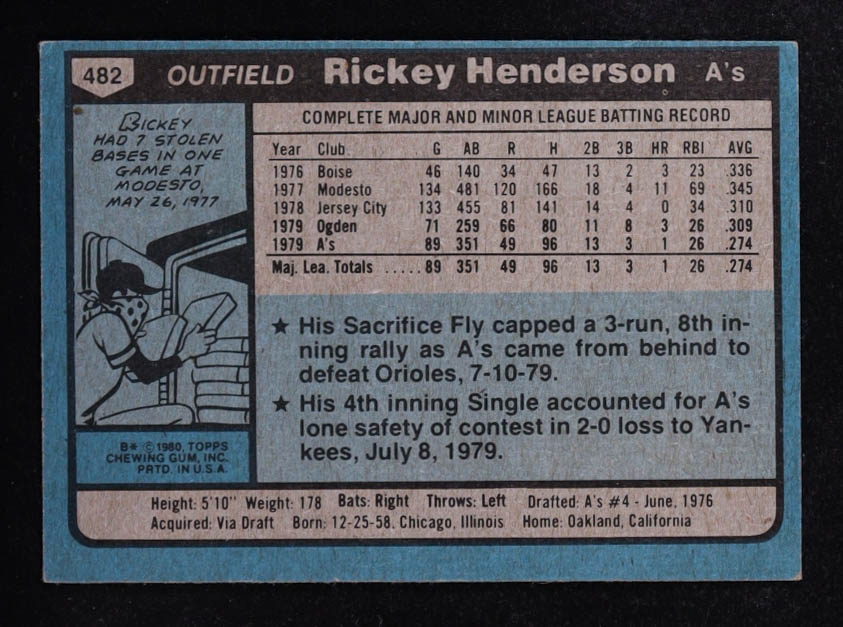 482 OUTFIELD Rickey Henderson A's
RICKEY
HAD 7 STOLEN
BASES IN ONE
GAME AT
MODESTO,
MAY 26, 1977
COMPLETE MAJOR AND MINOR LEAGUE BATTING RECORD
Year Club G AB R H 2B 3B HR RBI AVG
1976 Boise 46 140 34 47 13 2 3 23 .336
1977 Modesto 134 481 120 166 18 4 11 69 .345
1978 Jersey City 133 455 81 141 14 4 0 34 .310
1979 Ogden 71 259 66 80 11 8 3 26 .309
1979 A's 89 351 49 96 13 3 1 26 .274
Maj. Lea. Totals ..... 89 351 49 96 13 3 1 26 .274
★ His Sacrifice Fly capped a 3-run, 8th in-
ning rally as A's came from behind to
defeat Orioles, 7-10-79.
★ His 4th inning Single accounted for A's
lone safety of contest in 2-0 loss to Yan-
kees, July 8, 1979.
B* © 1980, TOPPS
CHEWING GUM, INC.
PRTD. IN U.S.A.
Height: 5'10" Weight: 178 Bats: Right Throws: Left Drafted: A's #4 - June, 1976
Acquired: Via Draft Born: 12-25-58, Chicago, Illinois Home: Oakland, California